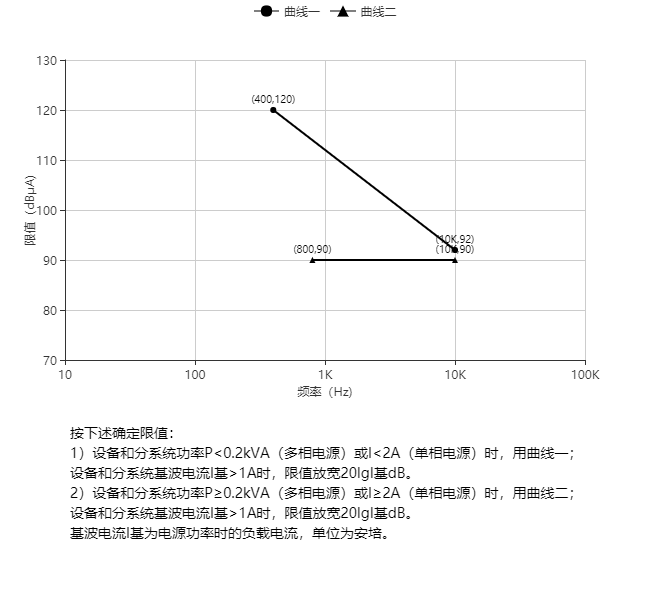 曲线一 曲线二
130
120
110
100
90
80
70
限值（dBμA）
(400,120)
(10K,92)
(800,90) (10K,90)
10 100 1K 10K 100K
频率（Hz）
按下述确定限值：
1）设备和分系统功率P<0.2kVA（多相电源）或I<2A（单相电源）时，用曲线一；
设备和分系统基波电流I基>1A时，限值放宽20lgI基dB。
2）设备和分系统功率P≥0.2kVA（多相电源）或I≥2A（单相电源）时，用曲线二；
设备和分系统基波电流I基>1A时，限值放宽20lgI基dB。
基波电流I基为电源功率时的负载电流，单位为安培。